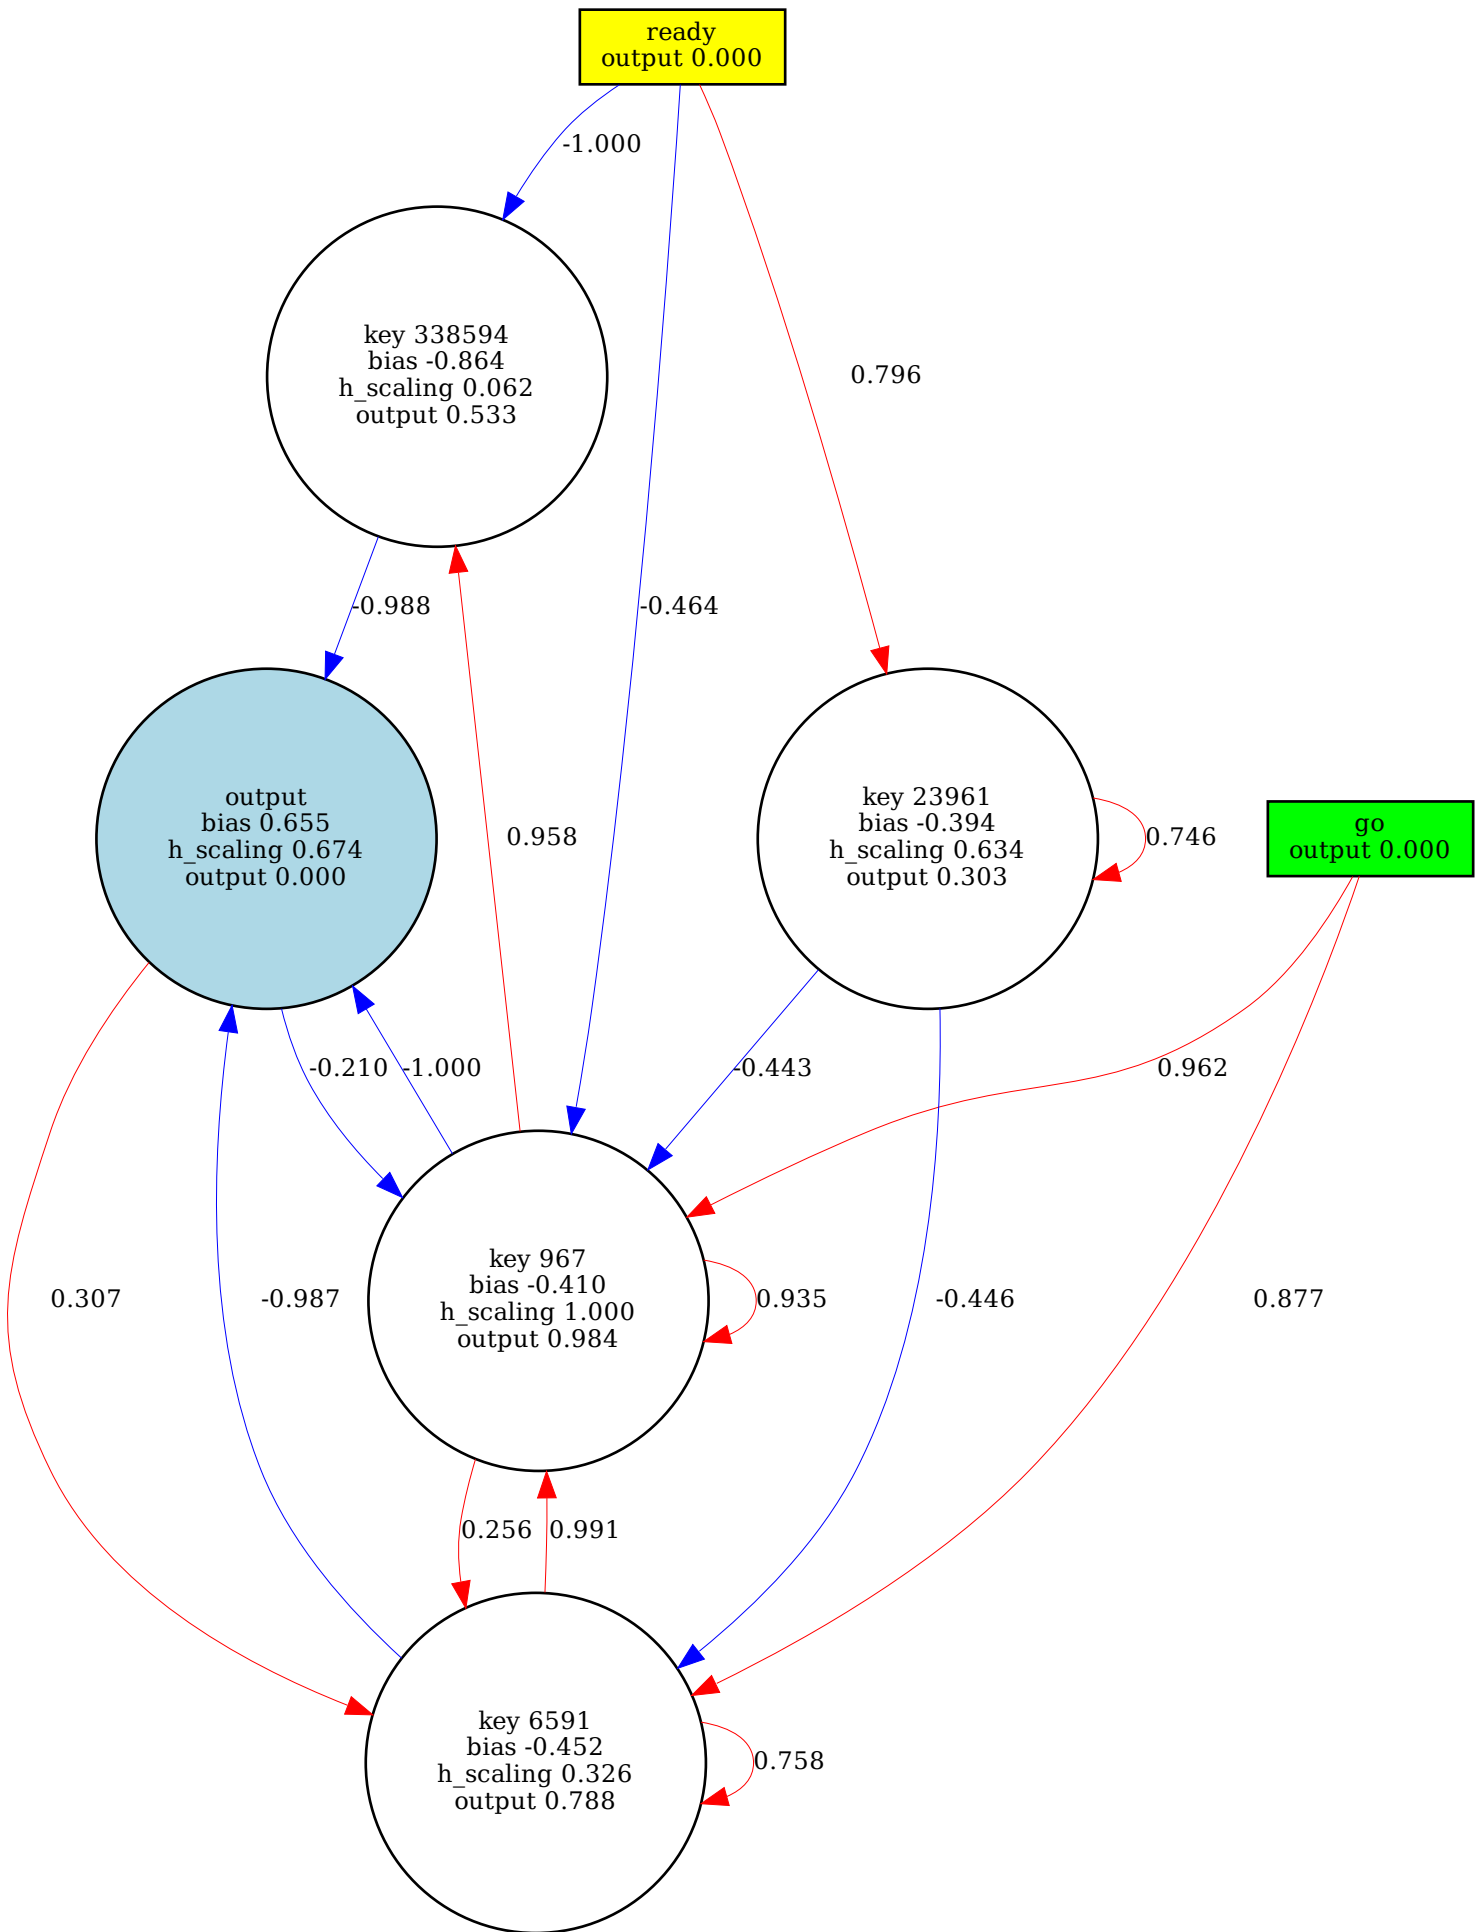 ready
output 0.000
-1.000
key 338594
bias -0.864
h_scaling 0.062
output 0.533
0.796
-0.988
-0.464
output
bias 0.655
h_scaling 0.674
output 0.000
0.958
key 23961
bias -0.394
h_scaling 0.634
output 0.303
0.746
go
output 0.000
-0.210
-1.000
-0.443
0.962
0.307
-0.987
key 967
bias -0.410
h_scaling 1.000
output 0.984
0.935
-0.446
0.877
0.256
0.991
key 6591
bias -0.452
h_scaling 0.326
output 0.788
0.758